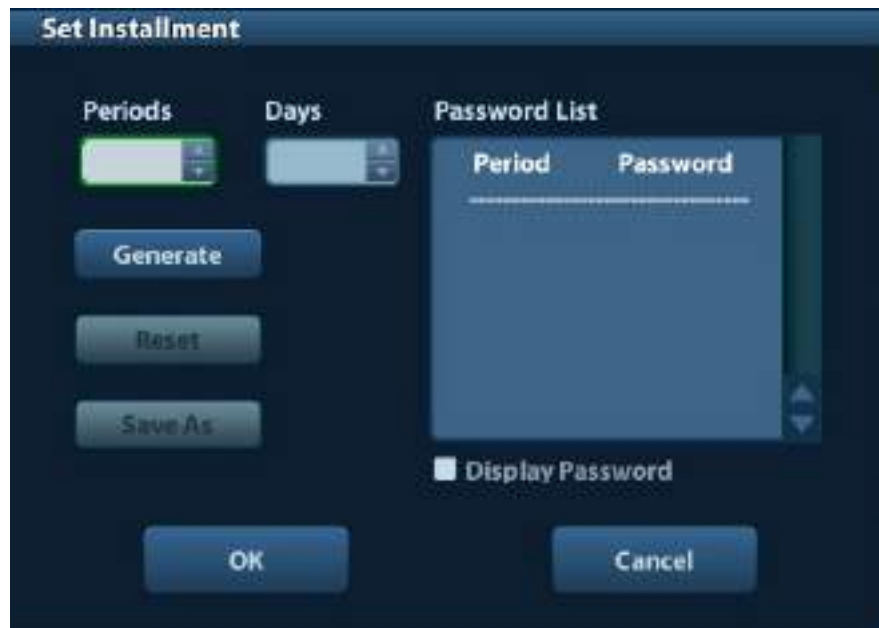 Set Installment
Periods Days Password List
Period Password
Generate
Reset
Save As
Display Password
OK Cancel